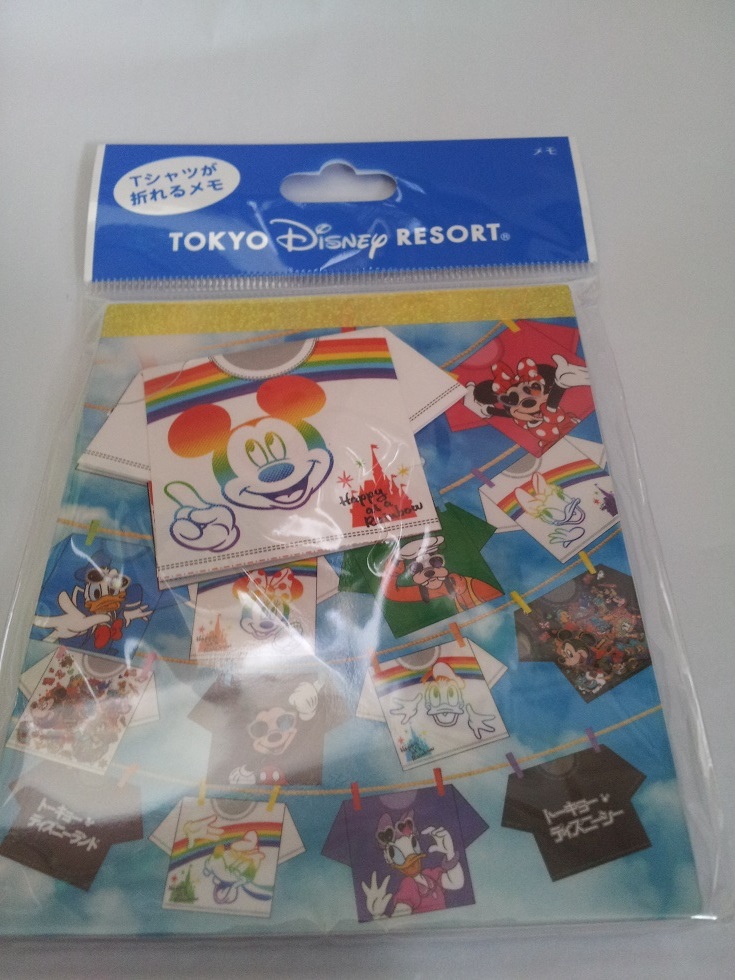 Tシャツが
折れるメモ
メモ
TOKYO Disney RESORT®
Happy
as a
Rainbow
トーキョー
ディズニーランド
トーキョー
ディズニーシー